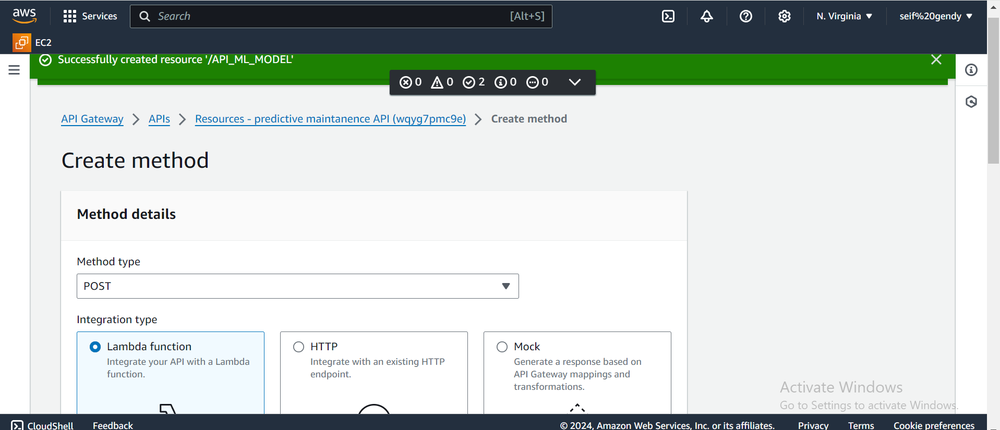 aws
Services
Search
[Alt+S]
N. Virginia
seif%20gendy
EC2
Successfully created resource '/API_ML_MODEL'
0 0 2 0 0
API Gateway
APIs
Resources - predictive maintanence API (wqyg7pmc9e)
Create method
Create method
Method details
Method type
POST
Integration type
Lambda function
Integrate your API with a Lambda
function.
HTTP
Integrate with an existing HTTP
endpoint.
Mock
Generate a response based on
API Gateway mappings and
transformations.
Activate Windows
Go to Settings to activate Windows.
CloudShell
Feedback
© 2024, Amazon Web Services, Inc. or its affiliates.
Privacy
Terms
Cookie preferences